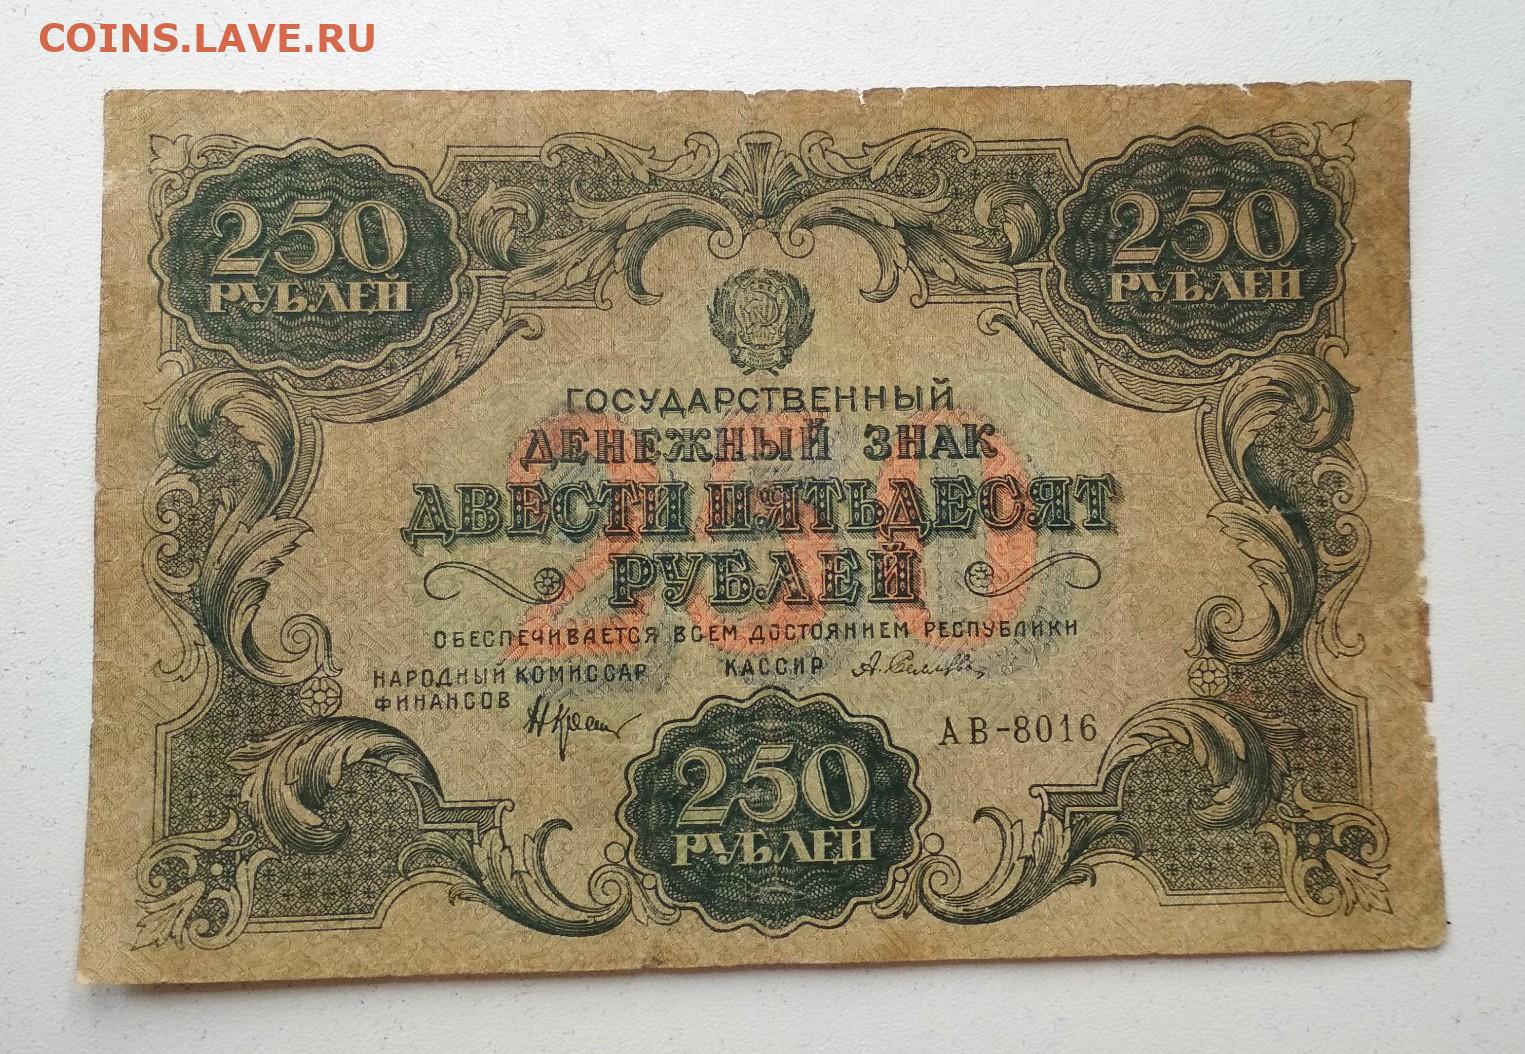 COINS.LAVE.RU
250
РУБЛЕЙ
250
РУБЛЕЙ
ГОСУДАРСТВЕННЫЙ
ДЕНЕЖНЫЙ ЗНАК
250
ДВЕСТИ ПЯТЬДЕСЯТ
РУБЛЕЙ
ОБЕСПЕЧИВАЕТСЯ ВСЕМ ДОСТОЯНИЕМ РЕСПУБЛИКИ
НАРОДНЫЙ КОМИССАР
ФИНАНСОВ
КАССИР
АВ-8016
250
РУБЛЕЙ